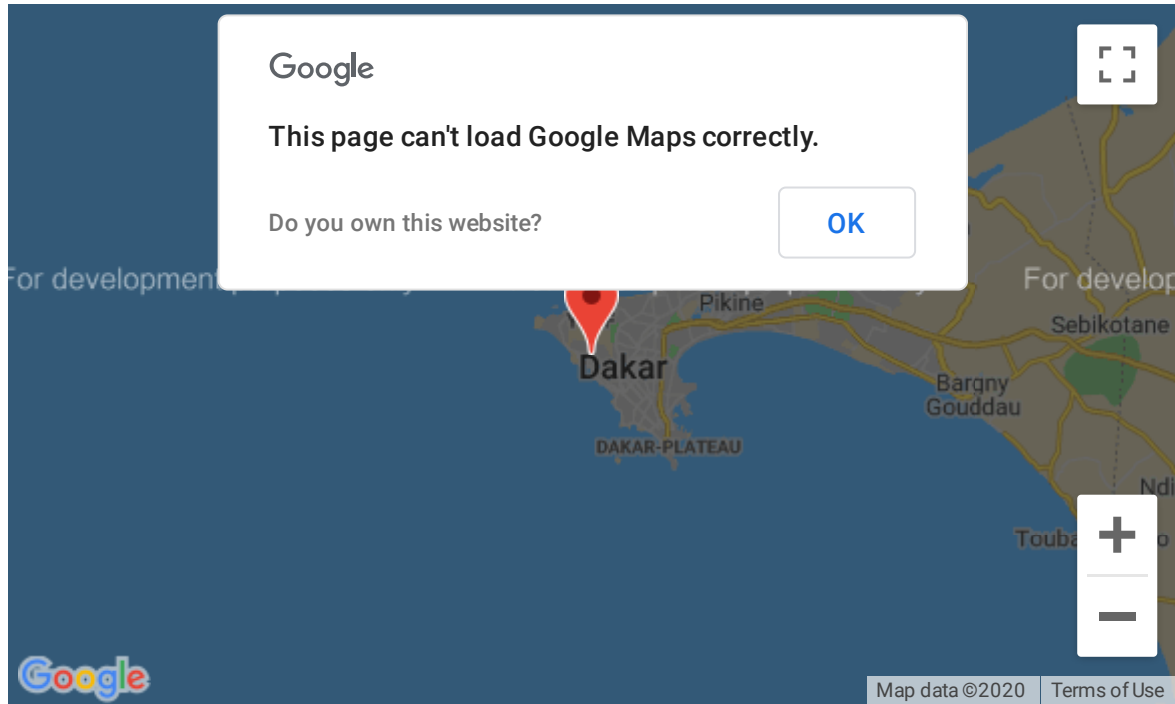 Google
This page can't load Google Maps correctly.
Do you own this website?
OK
For development
For develop
Pikine
Sebikotane
Dakar
Bargny
Gouddau
DAKAR-PLATEAU
Ndi
Touba
Google
Map data ©2020
Terms of Use